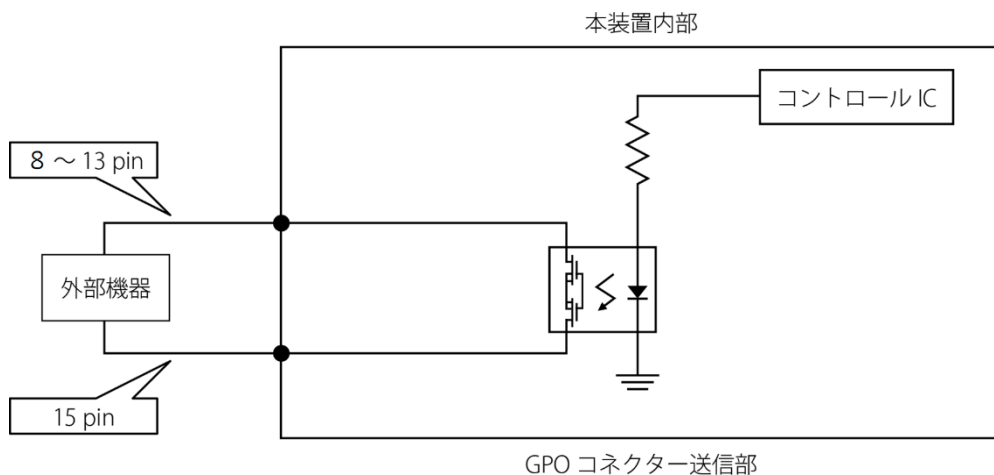 本装置内部
コントロール IC
8 ～ 13 pin
外部機器
15 pin
GPO コネクター送信部